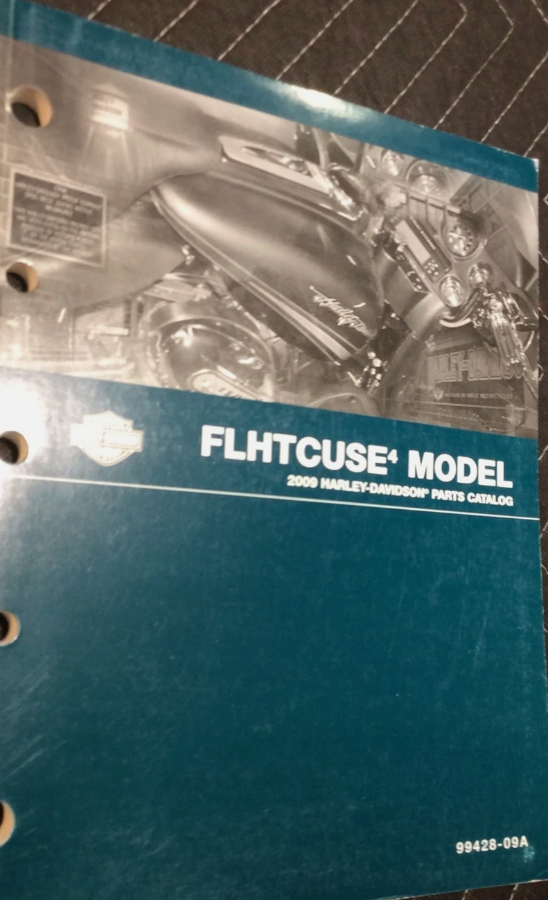 FLHTCUSE⁴ MODEL
2009 HARLEY-DAVIDSON® PARTS CATALOG
99428-09A